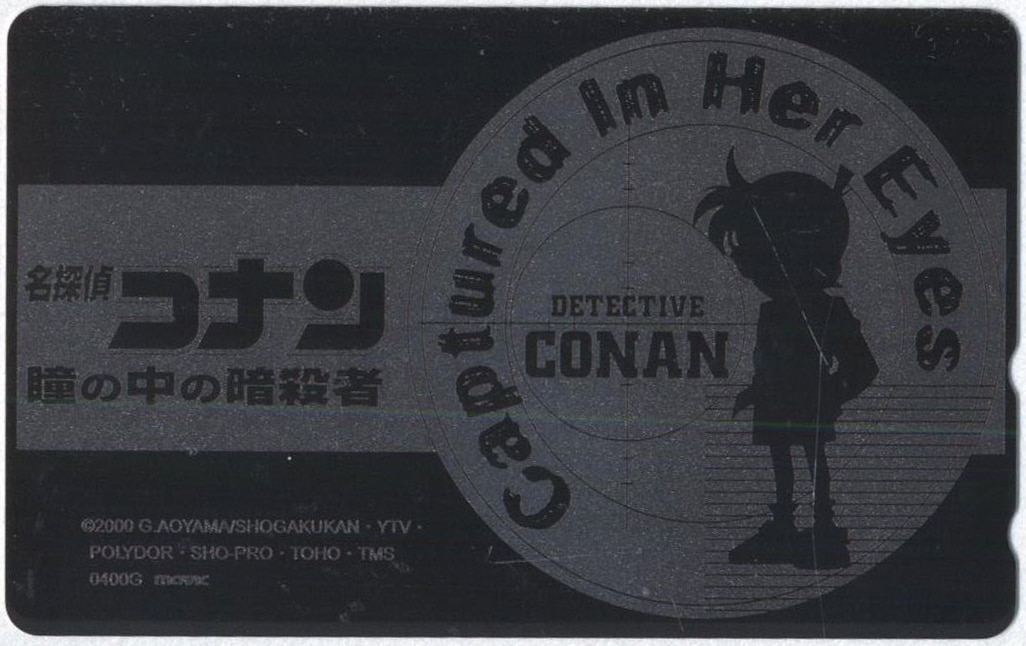 Captured In Her Eyes
名探偵
コナン
瞳の中の暗殺者
DETECTIVE
CONAN
©2000 G.AOYAMA/SHOGAKUKAN・YTV・
POLYDOR・SHO-PRO・TOHO・TMS
0400G movic